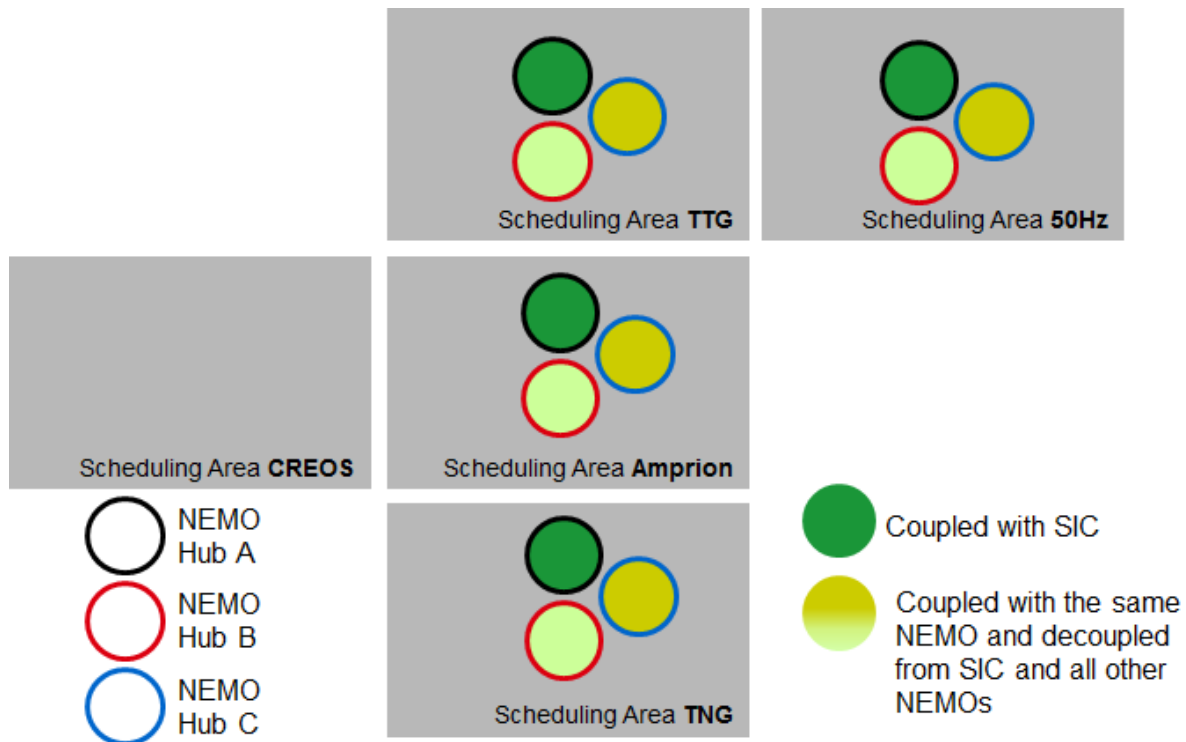 Scheduling Area TTG
Scheduling Area 50Hz
Scheduling Area CREOS
Scheduling Area Amprion
NEMO
Hub A
NEMO
Hub B
NEMO
Hub C
Scheduling Area TNG
Coupled with SIC
Coupled with the same
NEMO and decoupled
from SIC and all other
NEMOs